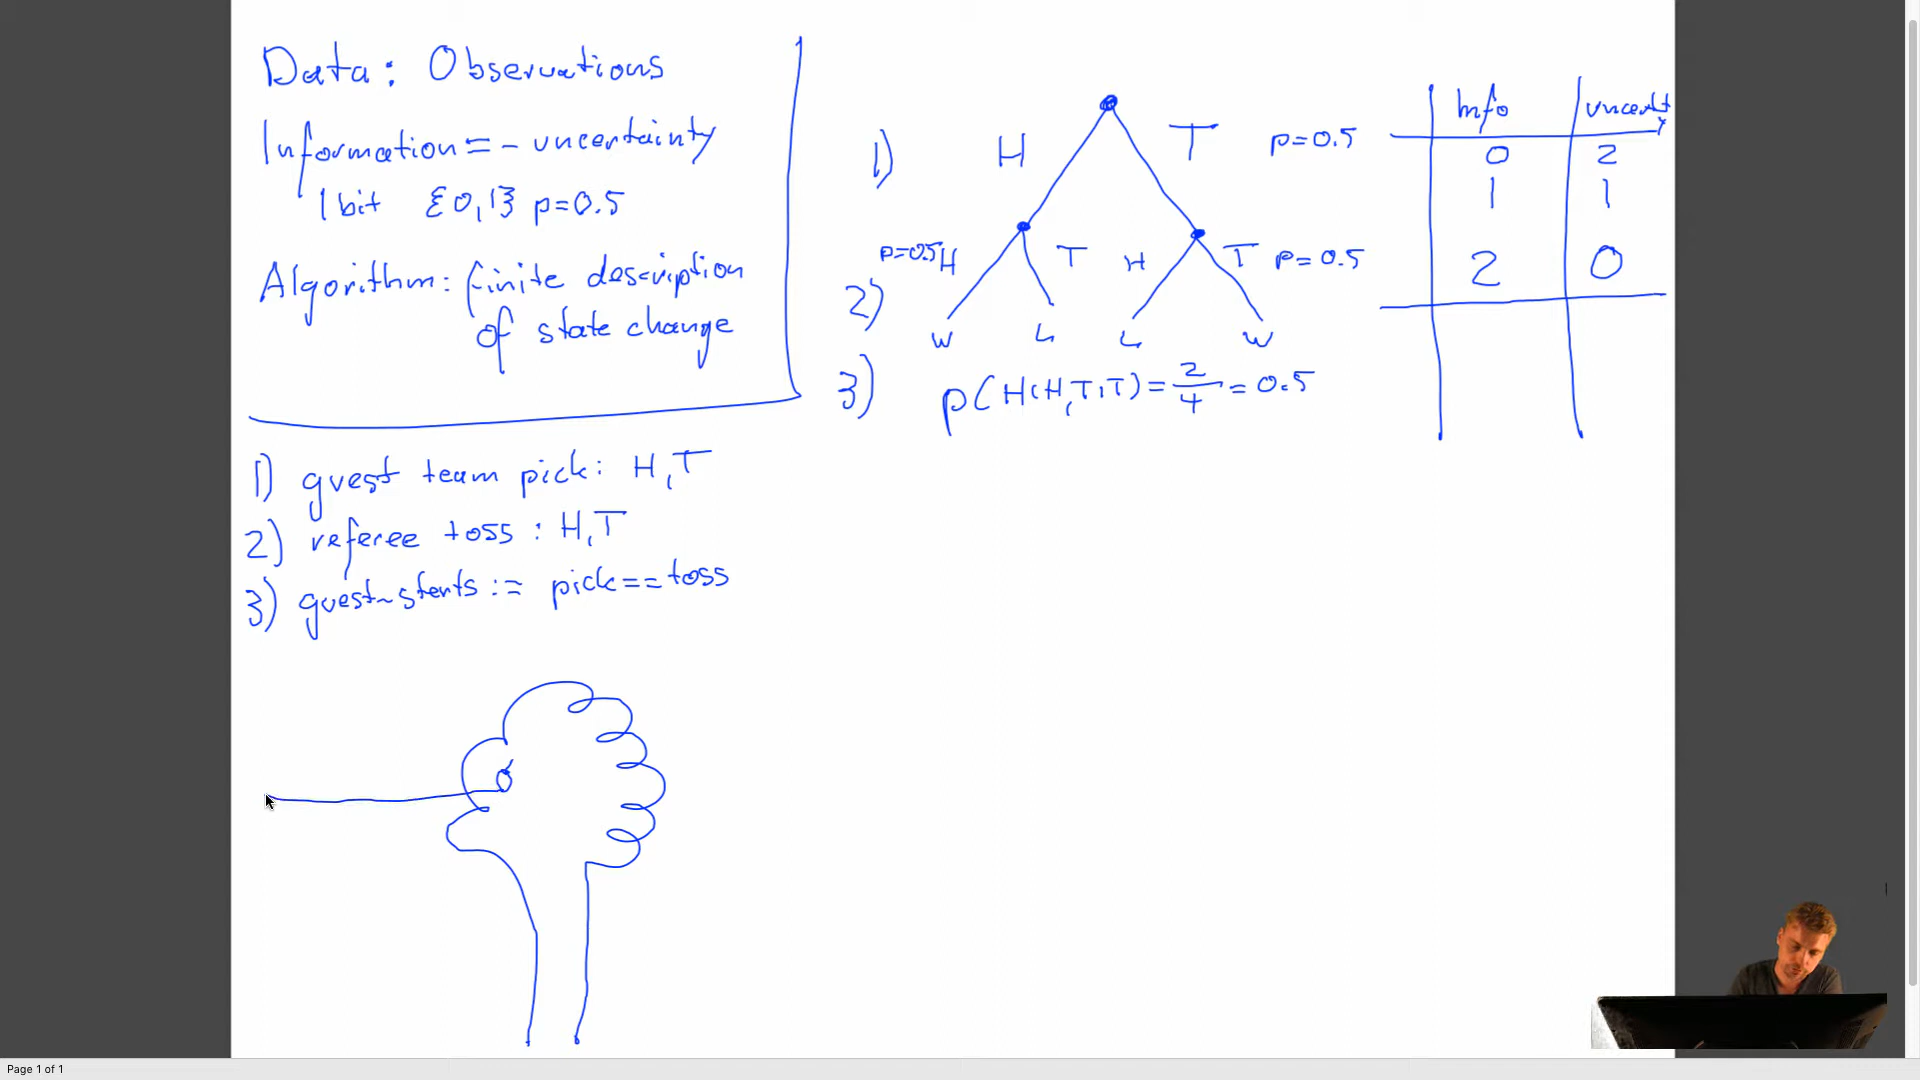 Data: Observations
Information = - uncertainty
1 bit {0,1} p=0.5
Algorithm: finite description
of state change
1) guest team pick: H,T
2) referee toss: H,T
3) guest~sterts := pick==toss
1) H T p=0.5
2) p=0.5 H T H T p=0.5
W L L W
3) p(H(H,T,T) = 2/4 = 0.5
Info uncert y
0 2
1 1
2 0
Page 1 of 1